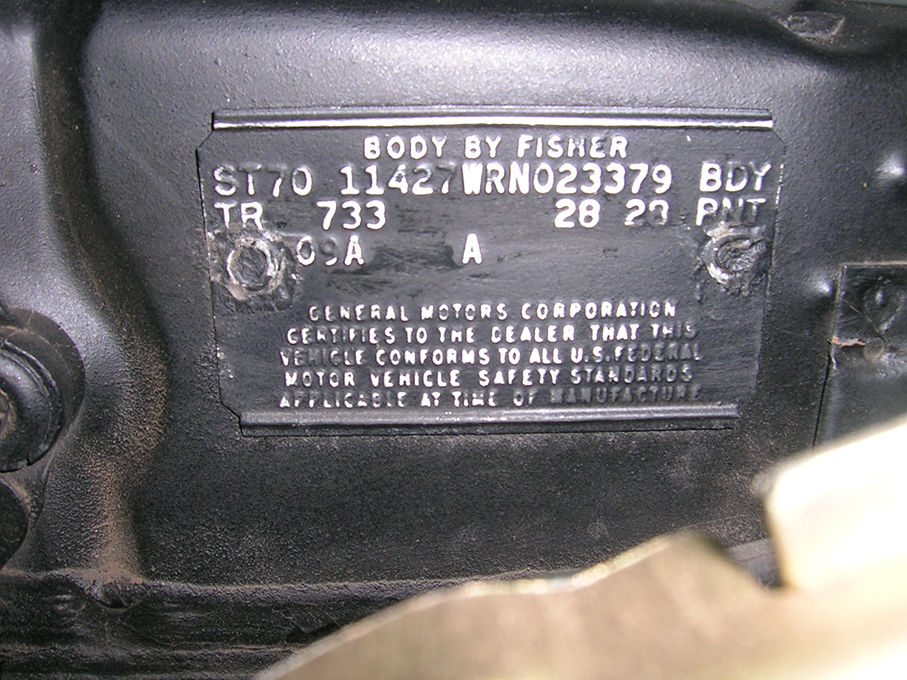 BODY BY FISHER
ST70 11427WRN023379 BDY
TR 733 28 28 PNT
09A A
GENERAL MOTORS CORPORATION
CERTIFIES TO THE DEALER THAT THIS
VEHICLE CONFORMS TO ALL U.S. FEDERAL
MOTOR VEHICLE SAFETY STANDARDS
APPLICABLE AT TIME OF MANUFACTURE